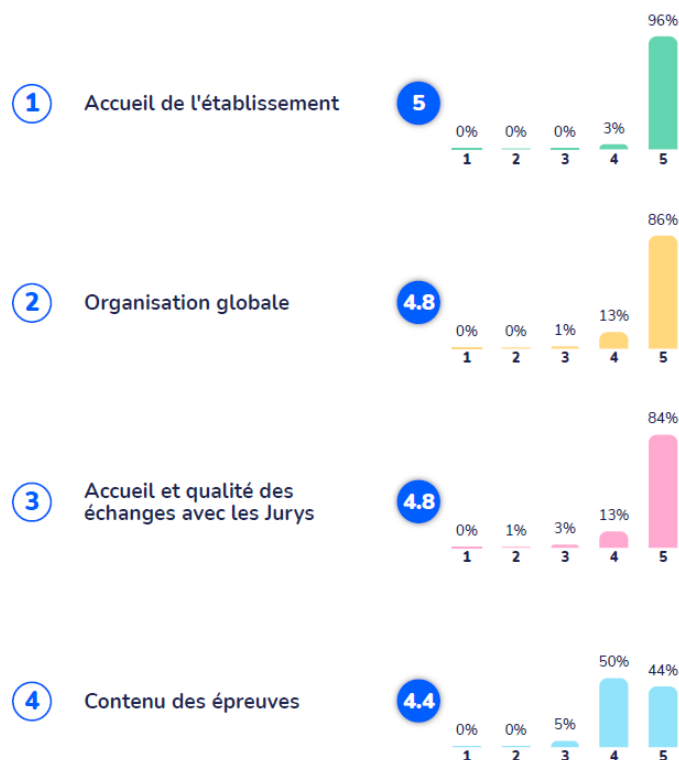 96%
1 Accueil de l'établissement 5
0% 0% 0% 3%
1 2 3 4 5
86%
2 Organisation globale 4.8
13%
0% 0% 1%
1 2 3 4 5
84%
3 Accueil et qualité des
échanges avec les Jurys 4.8
13%
0% 1% 3%
1 2 3 4 5
50% 44%
4 Contenu des épreuves 4.4
0% 0% 5%
1 2 3 4 5